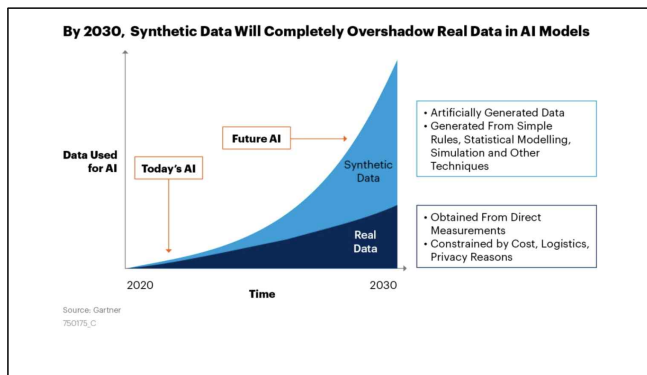 By 2030, Synthetic Data Will Completely Overshadow Real Data in AI Models
Data Used
for AI
Today's AI
Future AI
Synthetic
Data
Real
Data
• Artificially Generated Data
• Generated From Simple
Rules, Statistical Modelling,
Simulation and Other
Techniques
• Obtained From Direct
Measurements
• Constrained by Cost, Logistics,
Privacy Reasons
2020
2030
Time
Source: Gartner
750175_C